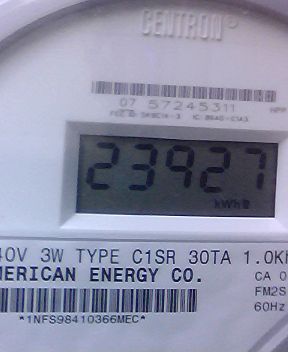 CENTRON
07 57245311
23927
kWh
40V 3W TYPE C1SR 30TA 1.0Kh
MERICAN ENERGY CO.
CA 0
FM2S
60Hz
*1NFS98410366MEC*